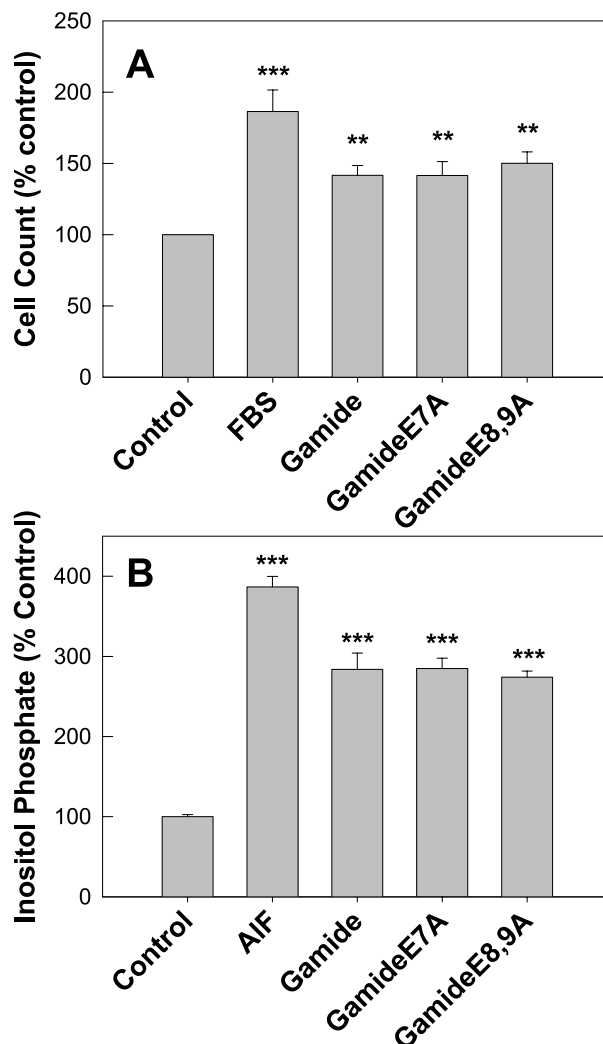 250
200
150
100
50
0
Cell Count (% control)
A
***
**
**
**
Control
FBS
Gamide
GamideE7A
GamideE8,9A
400
300
200
100
0
Inositol Phosphate (% Control)
B
***
***
***
***
Control
AlF
Gamide
GamideE7A
GamideE8,9A